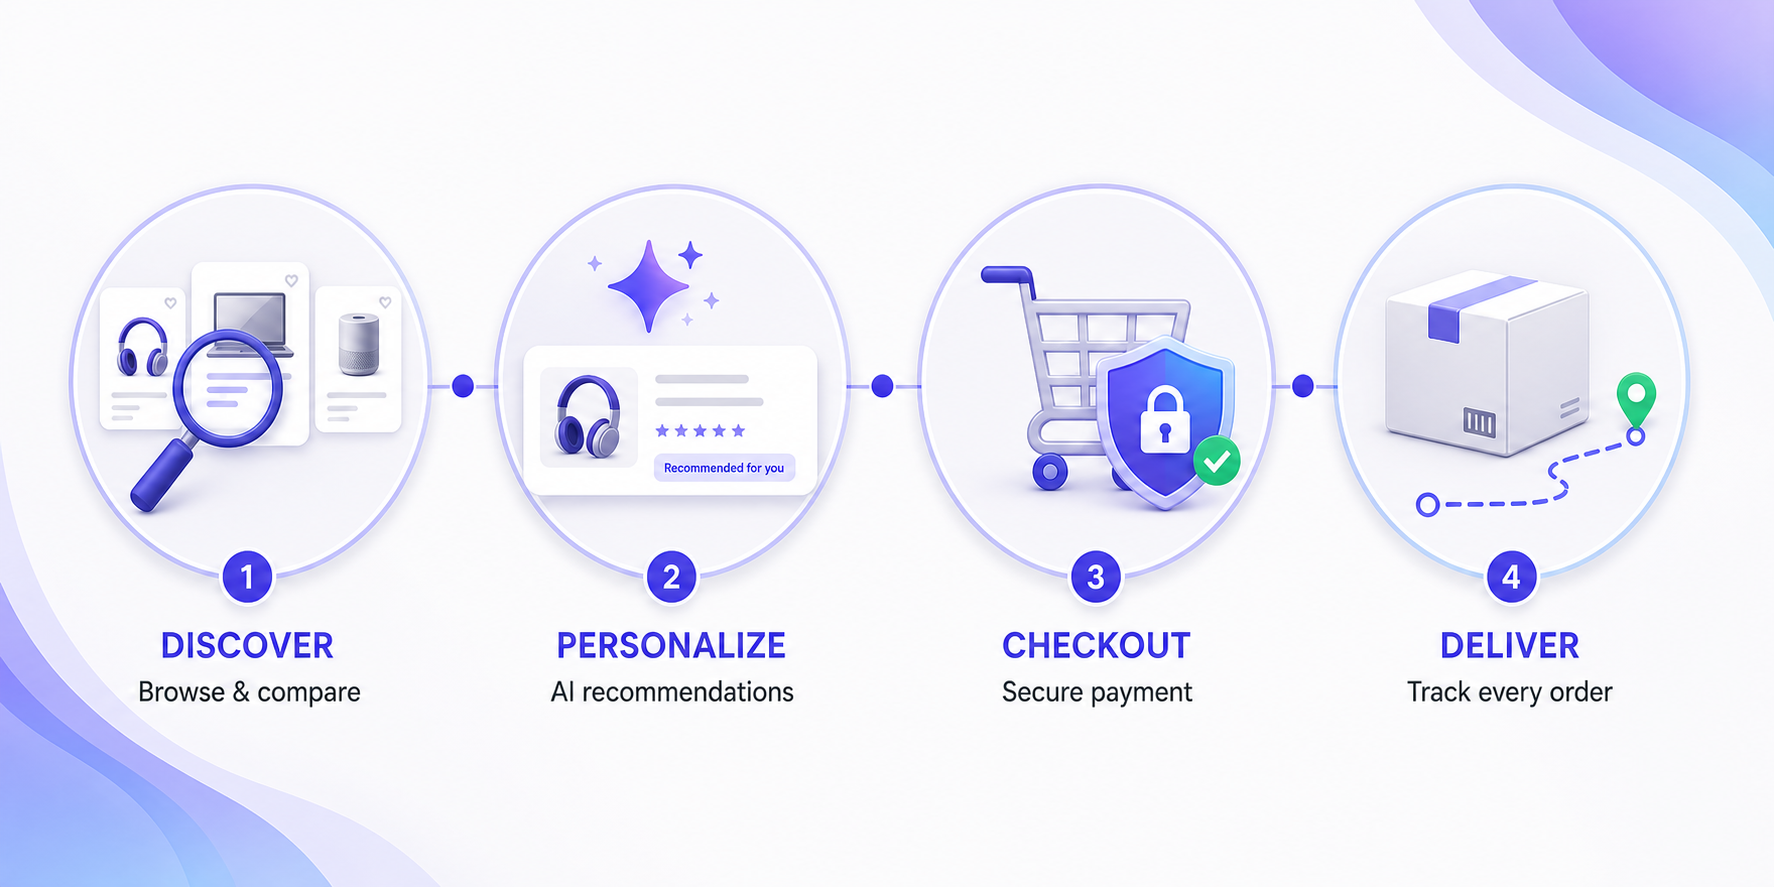 Recommended for you
1
DISCOVER
Browse & compare
2
PERSONALIZE
AI recommendations
3
CHECKOUT
Secure payment
4
DELIVER
Track every order